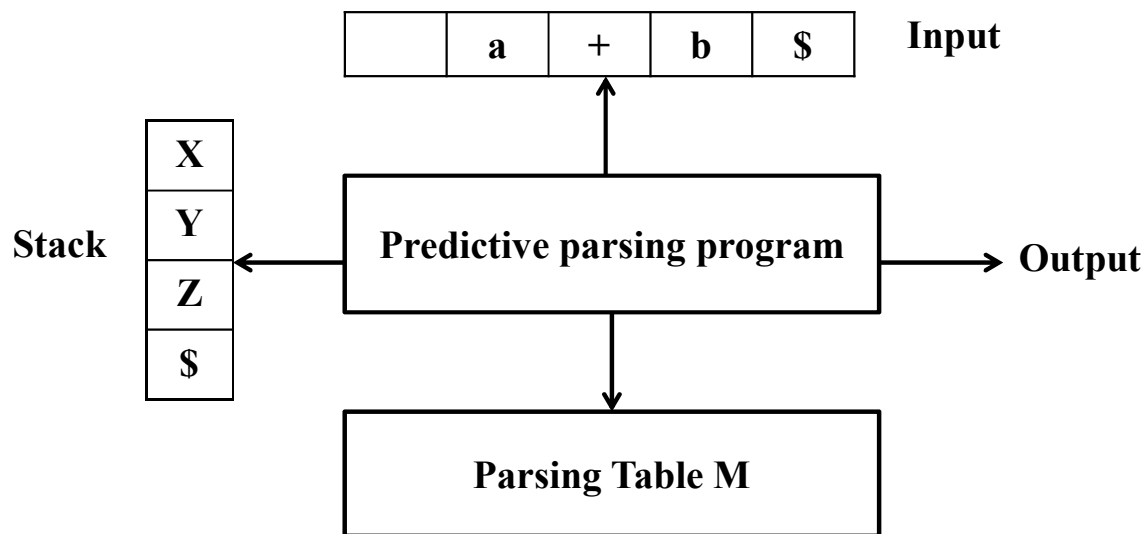 a + b $
Input
X
Y
Z
$
Stack
Predictive parsing program
Output
Parsing Table M